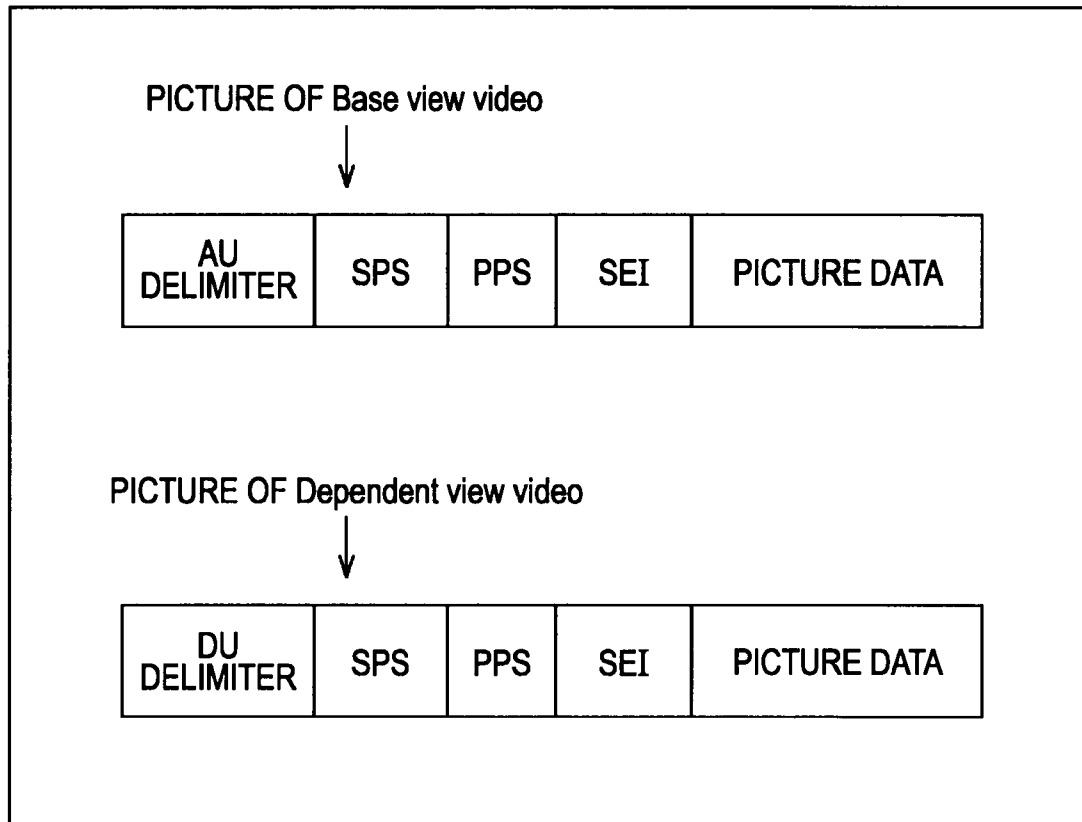 PICTURE OF Base view video
AU
DELIMITER
SPS
PPS
SEI
PICTURE DATA
PICTURE OF Dependent view video
DU
DELIMITER
SPS
PPS
SEI
PICTURE DATA